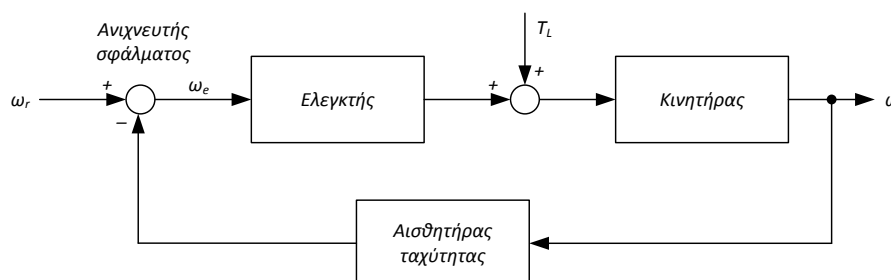 Ανιχνευτής
σφάλματος
T_L
ω_r
+
−
ω_e
Ελεγκτής
+
+
Κινητήρας
ω
Αισθητήρας
ταχύτητας